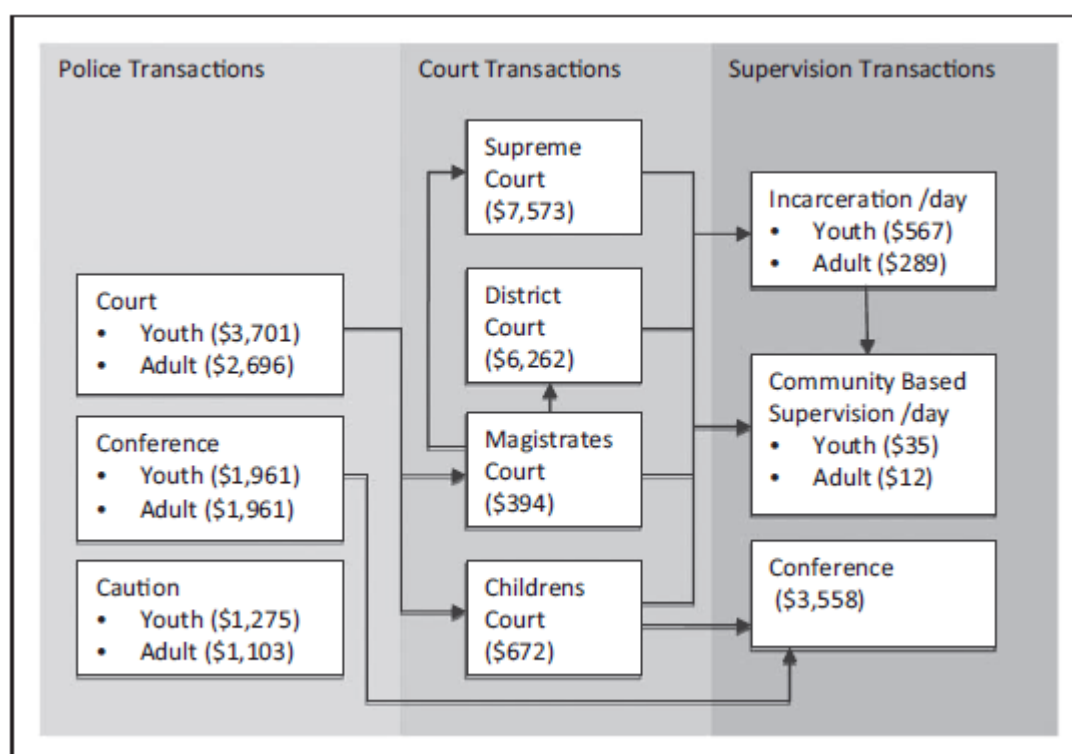 Police Transactions
Court
• Youth ($3,701)
• Adult ($2,696)
Conference
• Youth ($1,961)
• Adult ($1,961)
Caution
• Youth ($1,275)
• Adult ($1,103)
Court Transactions
Supreme
Court
($7,573)
District
Court
($6,262)
Magistrates
Court
($394)
Childrens
Court
($672)
Supervision Transactions
Incarceration /day
• Youth ($567)
• Adult ($289)
Community Based
Supervision /day
• Youth ($35)
• Adult ($12)
Conference
($3,558)